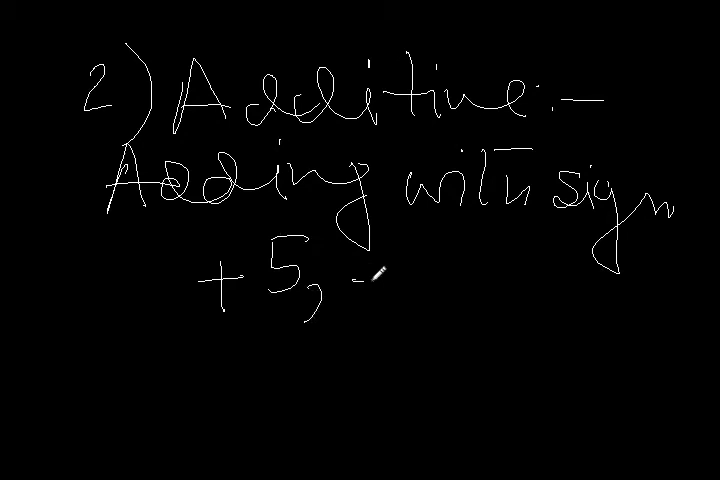 2) Additive :-
Adding with sign
+5, -